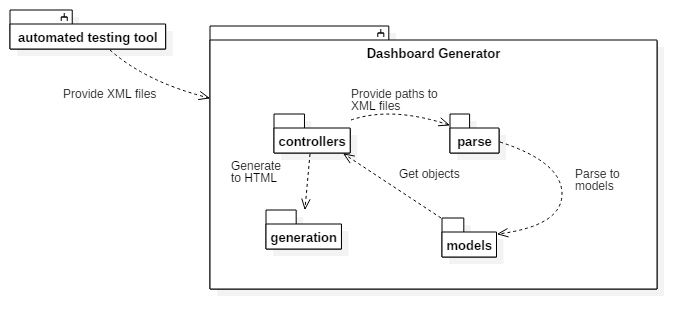 automated testing tool
Dashboard Generator
Provide XML files
Provide paths to
XML files
controllers
parse
Generate
to HTML
Get objects
Parse to
models
generation
models